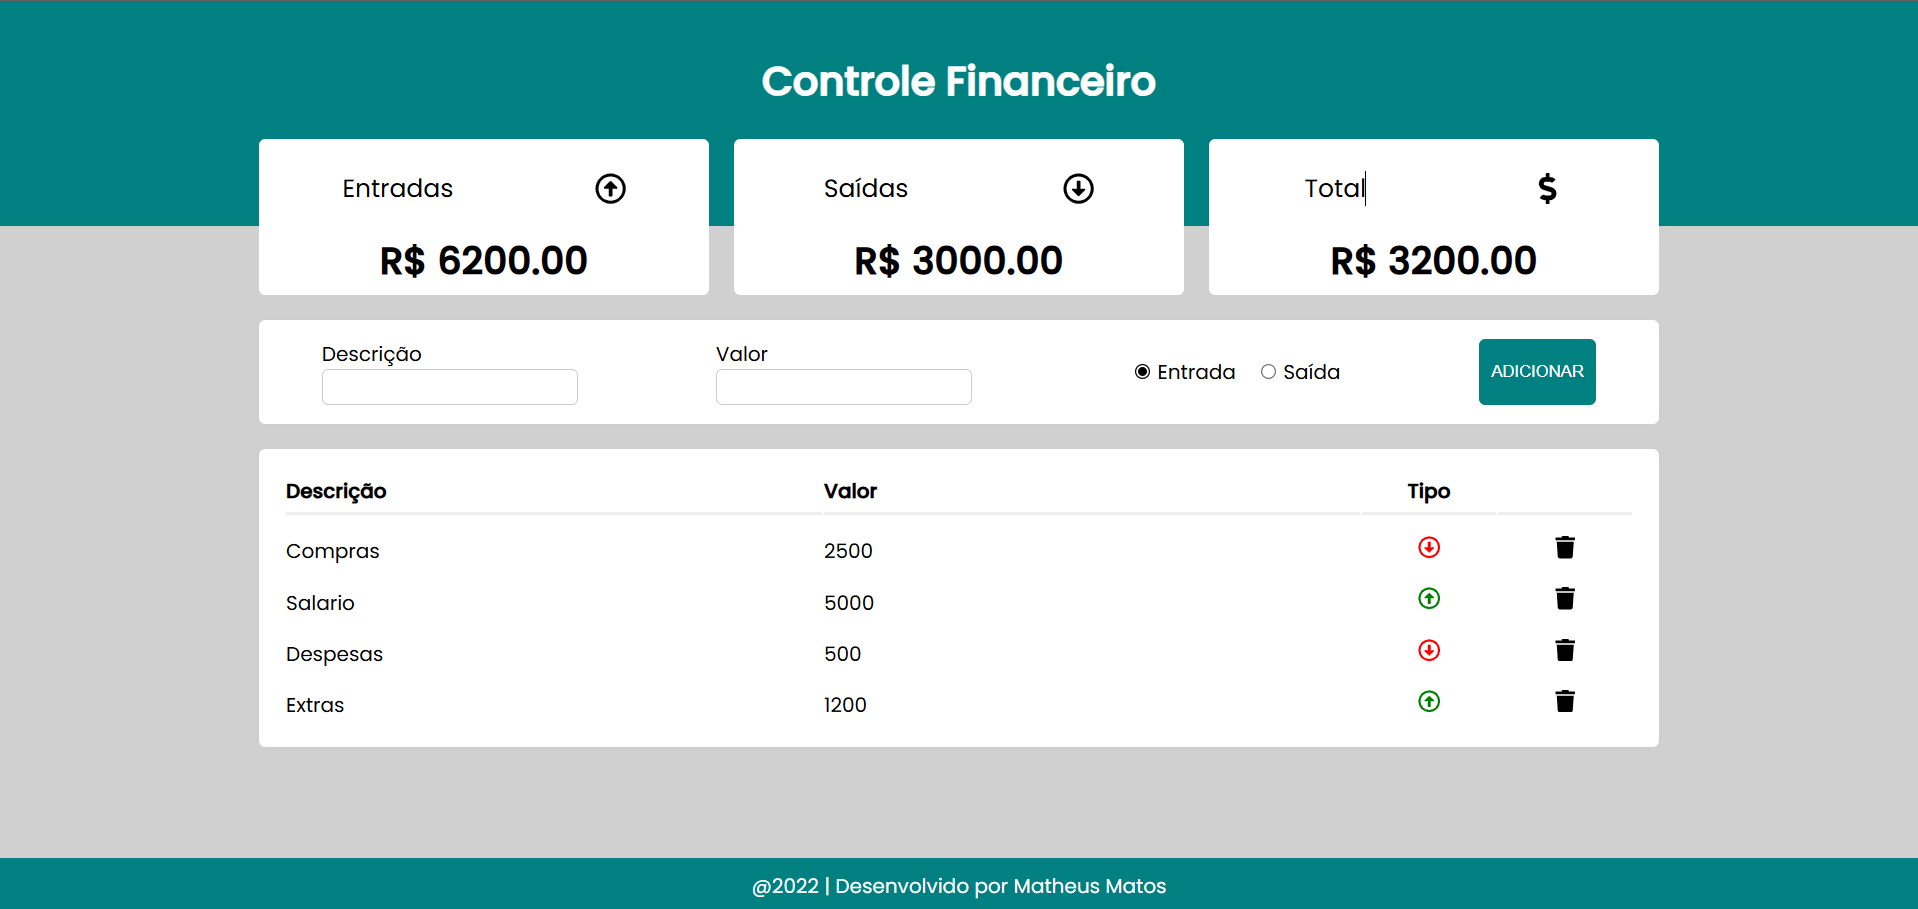 Controle Financeiro
Entradas
R$ 6200.00
Saídas
R$ 3000.00
Total
$
R$ 3200.00
Descrição
Valor
Entrada
Saída
ADICIONAR
Descrição Valor Tipo
Compras 2500
Salario 5000
Despesas 500
Extras 1200
@2022 | Desenvolvido por Matheus Matos